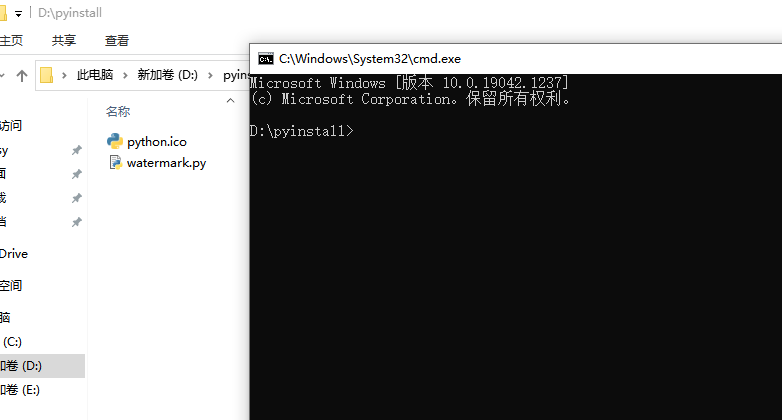 D:\pyinstall
主页 共享 查看
此电脑 新加卷 (D:) pyins
名称
python.ico
watermark.py
访问
sy
面
载
档
Drive
空间
脑
(C:)
加卷 (D:)
加卷 (E:)
C:\Windows\System32\cmd.exe
Microsoft Windows [版本 10.0.19042.1237]
(c) Microsoft Corporation。保留所有权利。
D:\pyinstall>